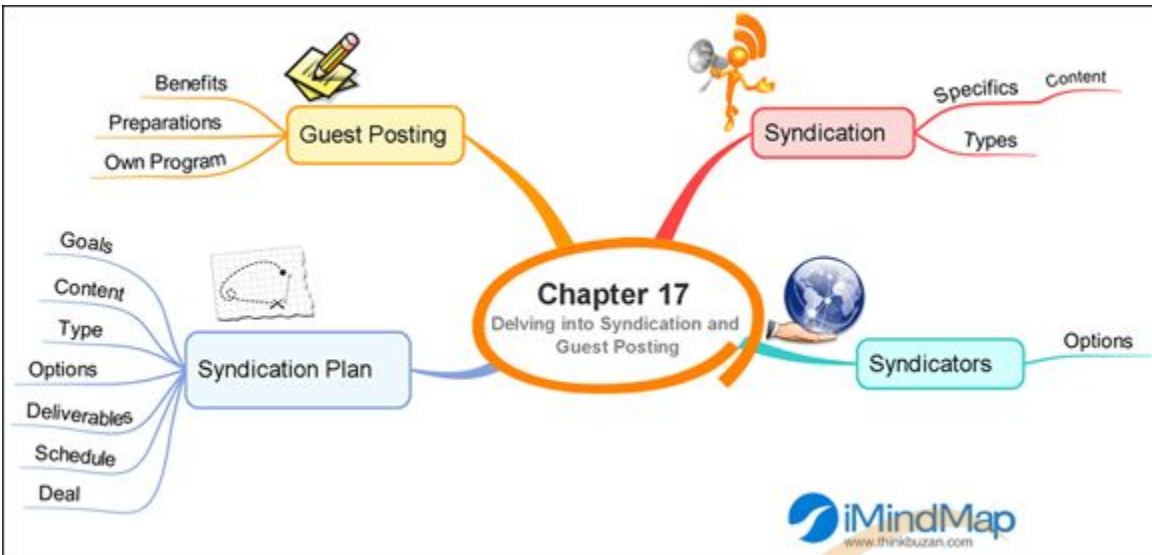 Benefits
Preparations
Own Program
Guest Posting
Syndication
Specifics
Content
Types
Goals
Content
Type
Options
Deliverables
Schedule
Deal
Syndication Plan
Chapter 17
Delving into Syndication and
Guest Posting
Syndicators
Options
iMindMap
www.thinkbuzan.com